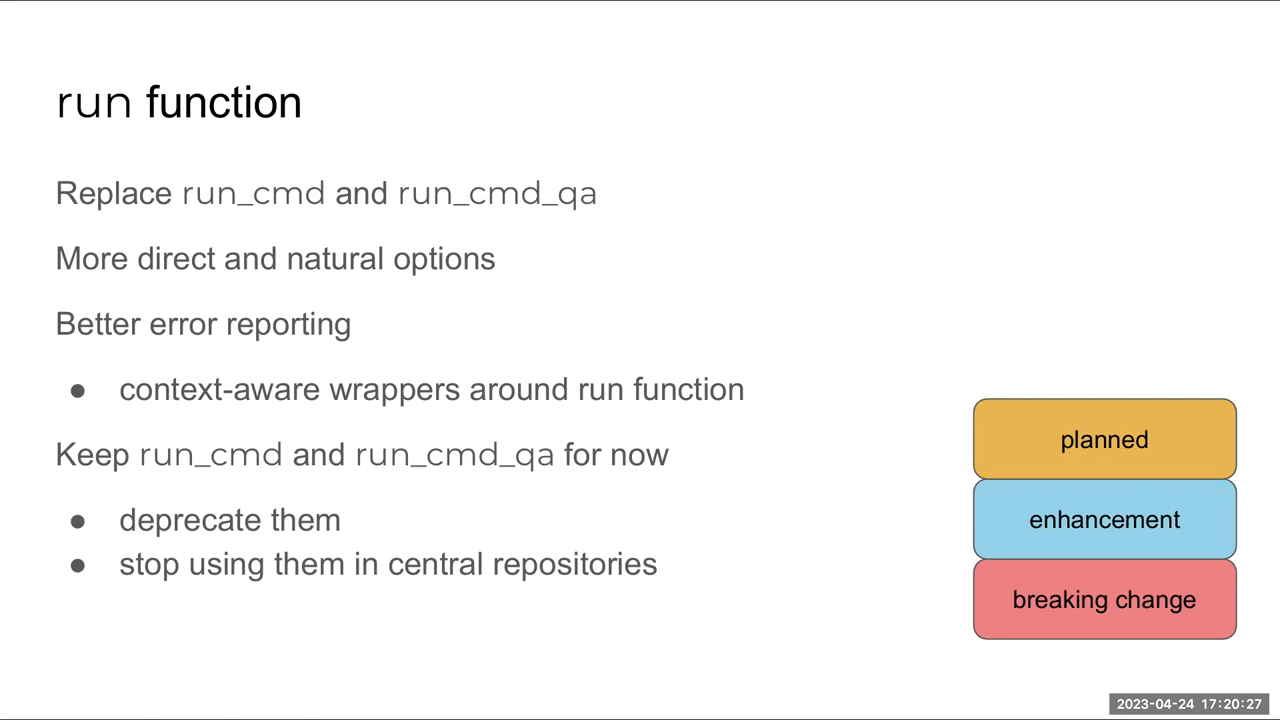 run function
Replace run_cmd and run_cmd_qa
More direct and natural options
Better error reporting
● context-aware wrappers around run function
Keep run_cmd and run_cmd_qa for now
● deprecate them
● stop using them in central repositories
planned
enhancement
breaking change
2023-04-24 17:20:27